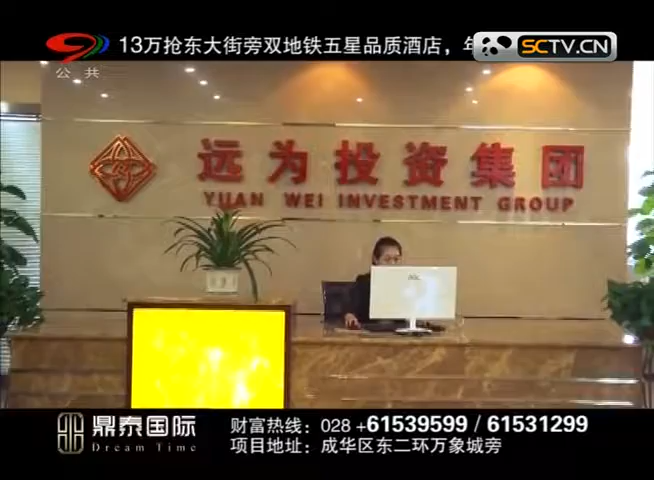 13万抢东大街旁双地铁五星品质酒店，年
SCTV.CN
公共
远为投资集团
YUAN WEI INVESTMENT GROUP
AOC
鼎泰国际
Dream Time
财富热线：028 +61539599 / 61531299
项目地址：成华区东二环万象城旁